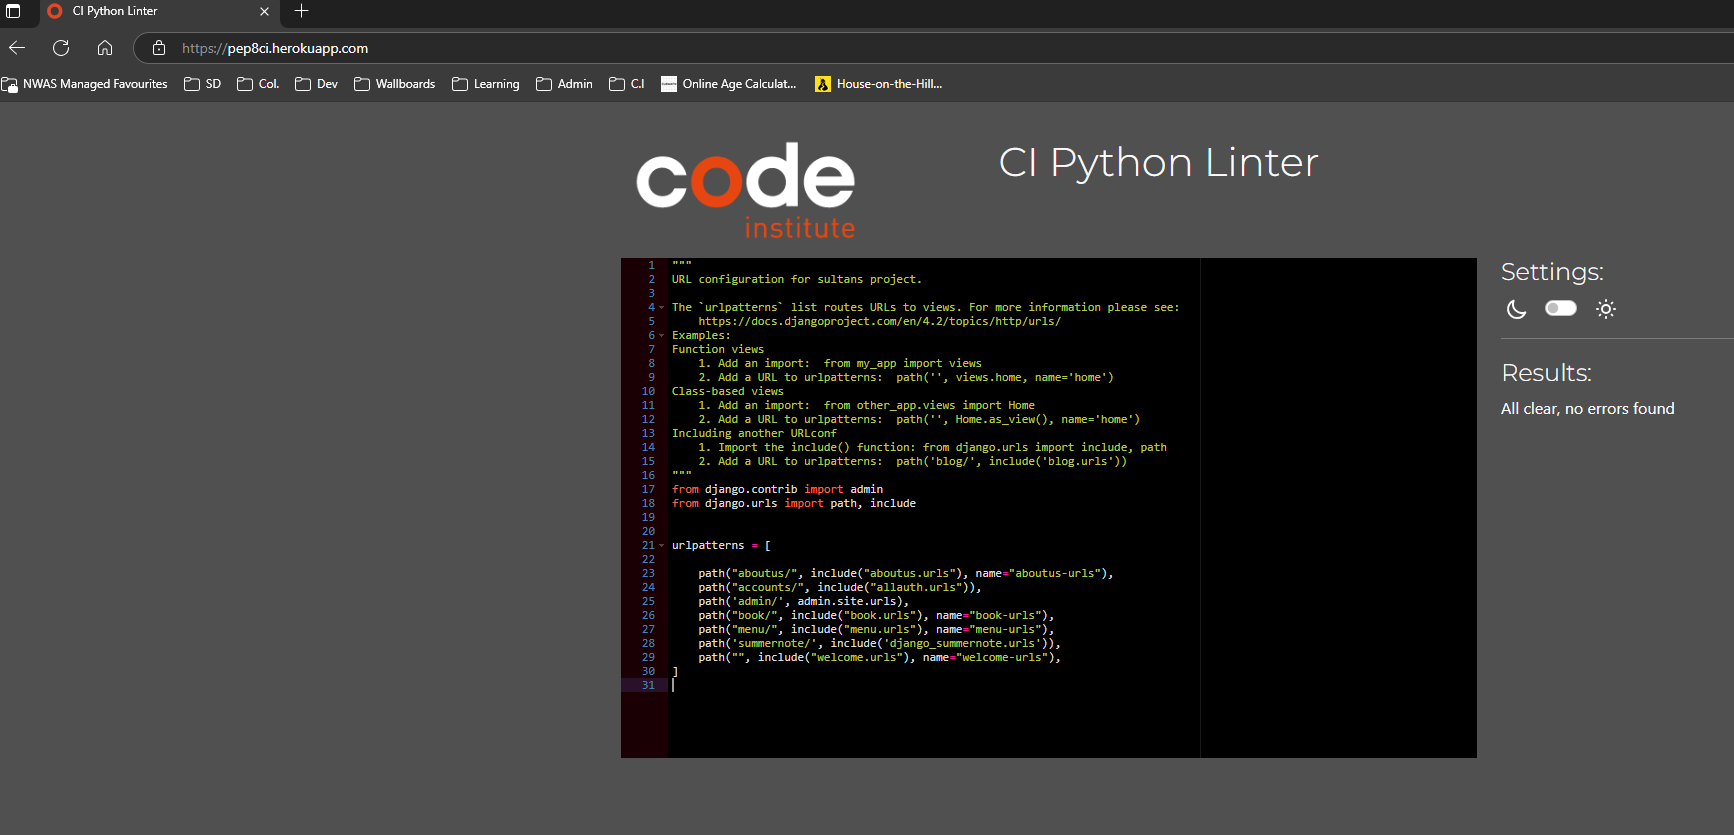 CI Python Linter
https://pep8ci.herokuapp.com
NWAS Managed Favourites SD Col. Dev Wallboards Learning Admin C.I Online Age Calculat... House-on-the-Hill...
code
institute
CI Python Linter
1 """
2 URL configuration for sultans project.
3
4 The `urlpatterns` list routes URLs to views. For more information please see:
5     https://docs.djangoproject.com/en/4.2/topics/http/urls/
6 Examples:
7 Function views
8     1. Add an import:  from my_app import views
9     2. Add a URL to urlpatterns:  path('', views.home, name='home')
10 Class-based views
11     1. Add an import:  from other_app.views import Home
12     2. Add a URL to urlpatterns:  path('', Home.as_view(), name='home')
13 Including another URLconf
14     1. Import the include() function: from django.urls import include, path
15     2. Add a URL to urlpatterns:  path('blog/', include('blog.urls'))
16 """
17 from django.contrib import admin
18 from django.urls import path, include
19
20
21 urlpatterns = [
22
23     path("aboutus/", include("aboutus.urls"), name="aboutus-urls"),
24     path("accounts/", include("allauth.urls")),
25     path('admin/', admin.site.urls),
26     path("book/", include("book.urls"), name="book-urls"),
27     path("menu/", include("menu.urls"), name="menu-urls"),
28     path('summernote/', include('django_summernote.urls')),
29     path("", include("welcome.urls"), name="welcome-urls"),
30 ]
31
Settings:
Results:
All clear, no errors found